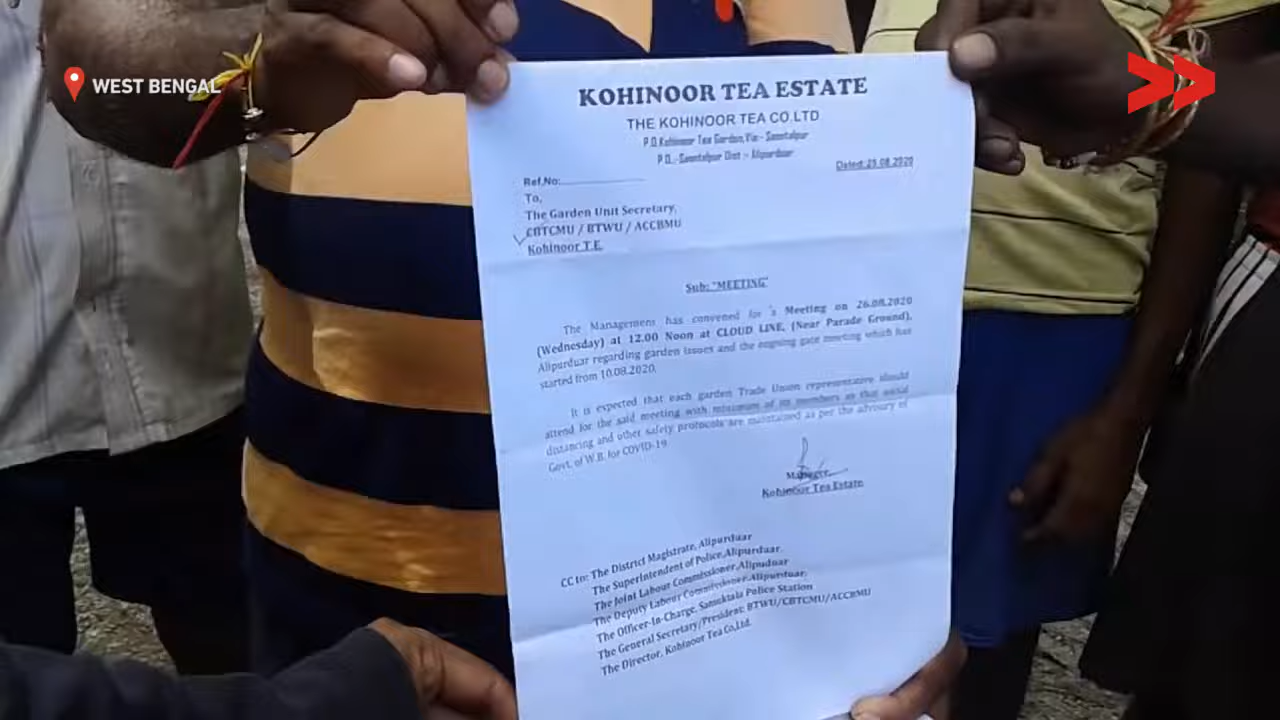 WEST BENGAL
KOHINOOR TEA ESTATE
THE KOHINOOR TEA CO.LTD
P.O.Kohinoor Tea Garden,Via:- Samtalpur
P.O.:-Samtalpur Dist :- Alipurduar
Dated:25.08.2020
Ref.No:
To,
The Garden Unit Secretary,
CBTCMU / BTWU / ACCBMU
Kohinoor T.E.
Sub: "MEETING"
The Management has convened for a Meeting on 26.08.2020
(Wednesday) at 12.00 Noon at CLOUD LINE, (Near Parade Ground),
Alipurduar regarding garden issues and the ongoing gate meeting which has
started from 10.08.2020.
It is expected that each garden Trade Union representative should
attend for the said meeting with minimum of its members so that social
distancing and other safety protocols are maintained as per the advisory of
Govt. of W.B. for COVID-19.
Manager,
Kohinoor Tea Estate
CC to: The District Magistrate, Alipurduar
The Superintendent of Police,Alipurduar.
The Joint Labour Commissioner,Alipuduar
The Deputy Labour Commissioner,Alipurduar.
The Officer-In-Charge, Samuktala Police Station
The General Secretary/President: BTWU/CBTCMU/ACCBMU
The Director, Kohinoor Tea Co,Ltd.